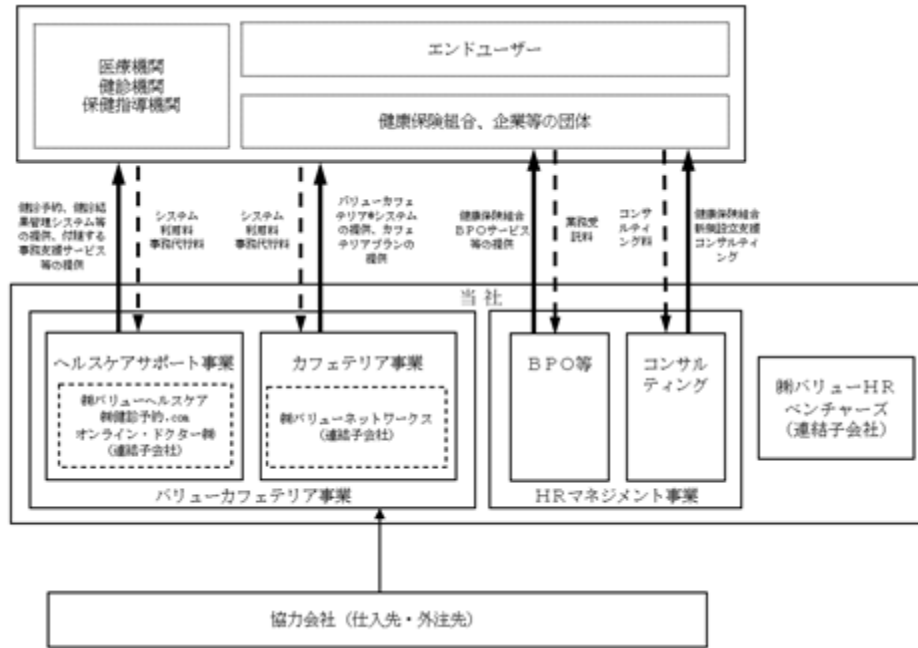 医療機関
健診機関
保健指導機関
エンドユーザー
健康保険組合、企業等の団体
健診予約、健診結
果管理システム等
の提供、付随する
事務支援サービス
等の提供
システム
利用料
事務代行料
システム
利用料
事務代行料
バリューカフェ
テリア®システム
の提供、カフェ
テリアプランの
提供
健康保険組合
BPOサービス
等の提供
業務受
託料
コンサ
ルティ
ング料
健康保険組合
新規設立支援
コンサルティ
ング
当 社
ヘルスケアサポート事業
㈱バリューヘルスケア
㈱健診予約.com
オンライン・ドクター㈱
(連結子会社)
カフェテリア事業
㈱バリューネットワークス
(連結子会社)
バリューカフェテリア事業
BPO等
コンサル
ティング
HRマネジメント事業
㈱バリューHR
ベンチャーズ
(連結子会社)
協力会社（仕入先・外注先）